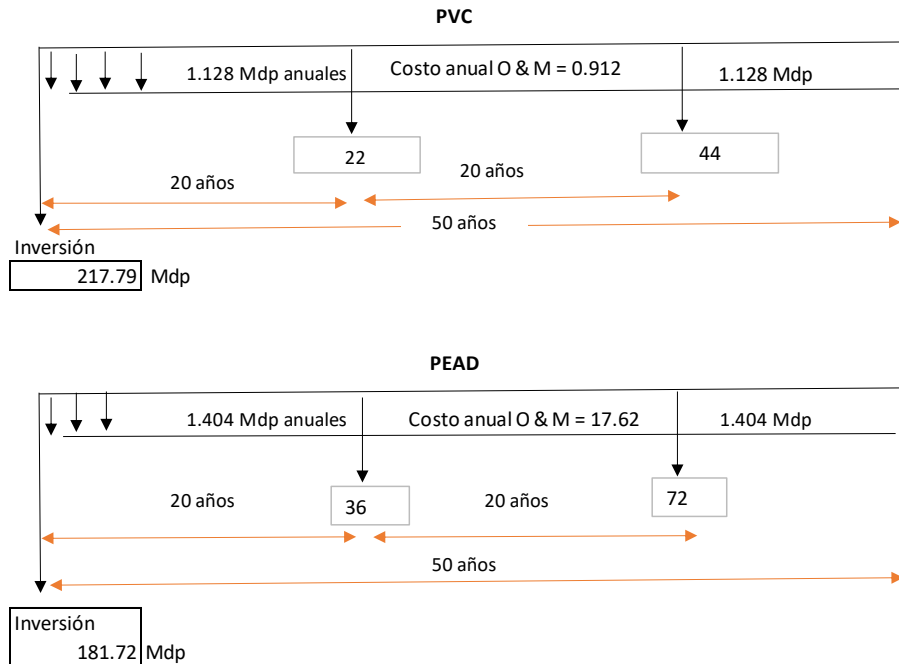 PVC
1.128 Mdp anuales Costo anual O & M = 0.912 1.128 Mdp
22 44
20 años 20 años
50 años
Inversión
217.79 Mdp
PEAD
1.404 Mdp anuales Costo anual O & M = 17.62 1.404 Mdp
20 años 36 20 años 72
50 años
Inversión
181.72 Mdp